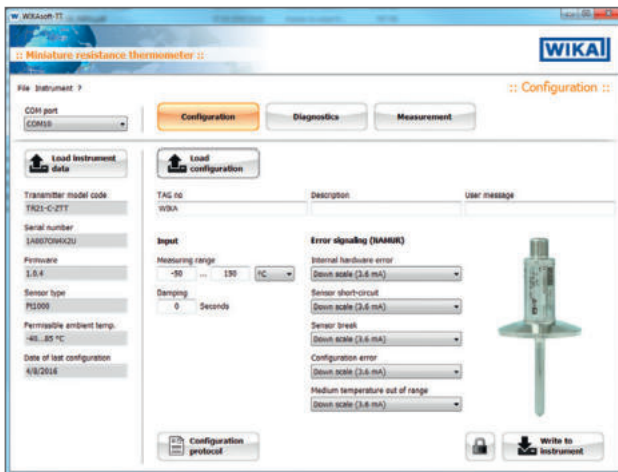 W. WIKAsoft-TT
:: Miniature resistance thermometer
WIKA
File Instrument ?
:: Configuration ::
COM port
COM10
Configuration
Diagnostics
Measurement
Load instrument
data
Load
configuration
Transmitter model code
TR21-C-ZTT
TAG no
Description
User message
WIKA
Serial number
Input
Error signaling (NAMUR)
Firmware
1.0.4
Measuring range
-50 ... 150 °C
Internal hardware error
Down scale (3.6 mA)
Sensor type
Pt1000
Damping
0 Seconds
Sensor short-circuit
Down scale (3.6 mA)
Permissible ambient temp.
-40...85 °C
Sensor break
Down scale (3.6 mA)
Date of last configuration
4/8/2016
Configuration error
Down scale (3.6 mA)
Medium temperature out of range
Down scale (3.6 mA)
Configuration
protocol
Write to
instrument